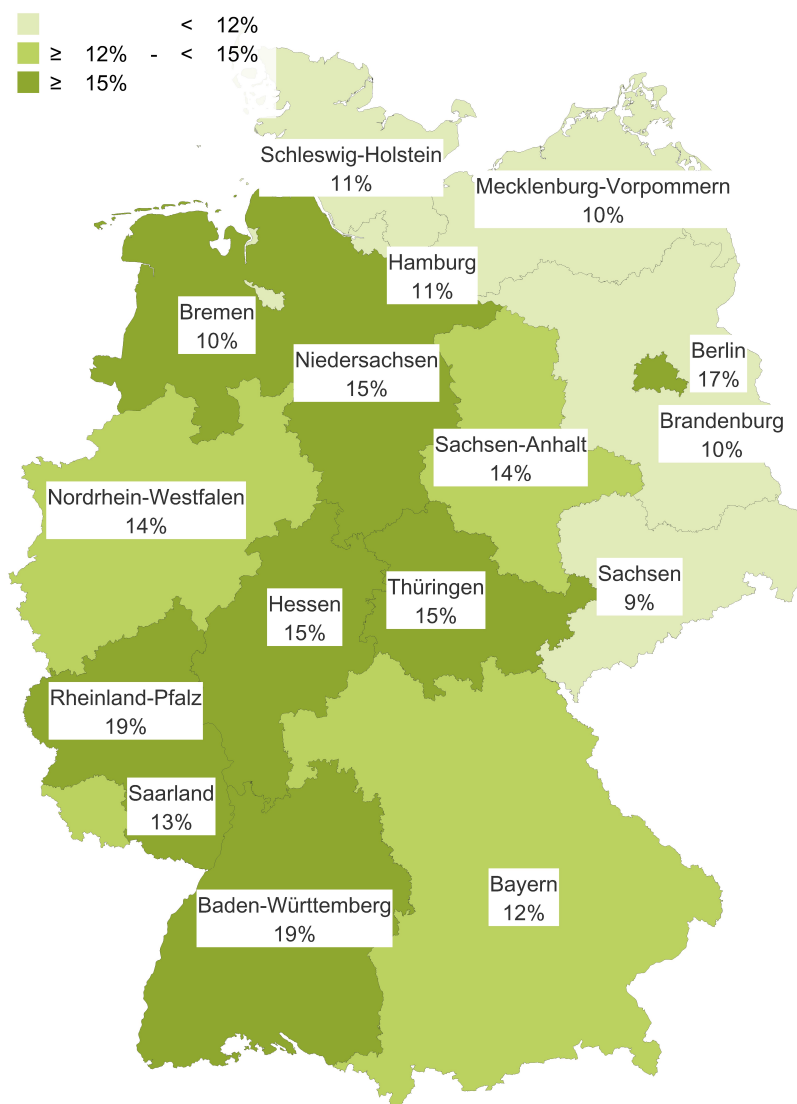 < 12%
≥ 12% - < 15%
≥ 15%
Schleswig-Holstein
11%
Mecklenburg-Vorpommern
10%
Hamburg
11%
Bremen
10%
Niedersachsen
15%
Berlin
17%
Brandenburg
10%
Sachsen-Anhalt
14%
Nordrhein-Westfalen
14%
Sachsen
9%
Thüringen
15%
Hessen
15%
Rheinland-Pfalz
19%
Saarland
13%
Bayern
12%
Baden-Württemberg
19%